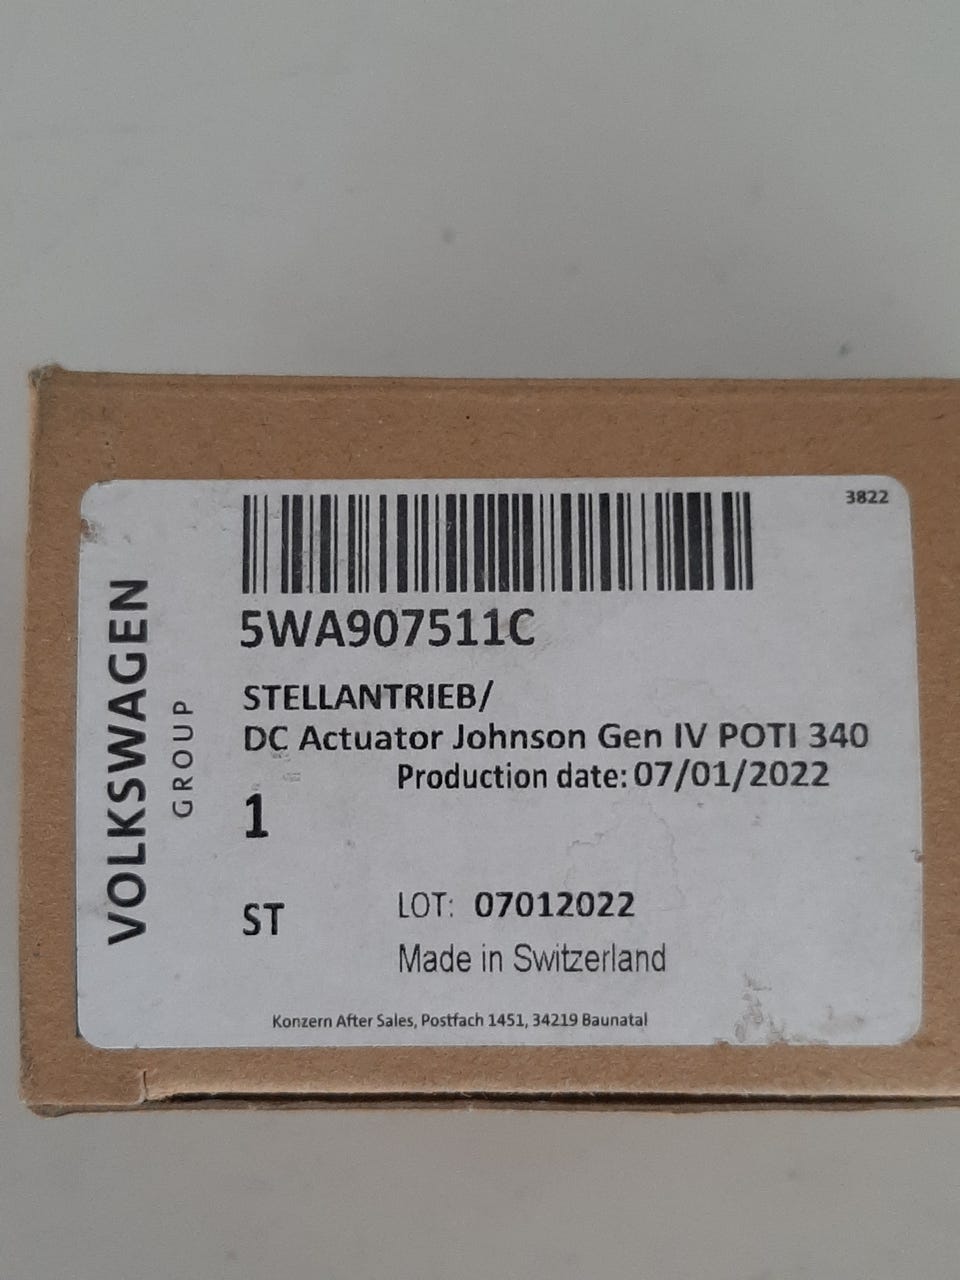 3822
5WA907511C
STELLANTRIEB/
DC Actuator Johnson Gen IV POTI 340
Production date: 07/01/2022
1
ST
LOT: 07012022
Made in Switzerland
Konzern After Sales, Postfach 1451, 34219 Baunatal
VOLKSWAGEN
GROUP